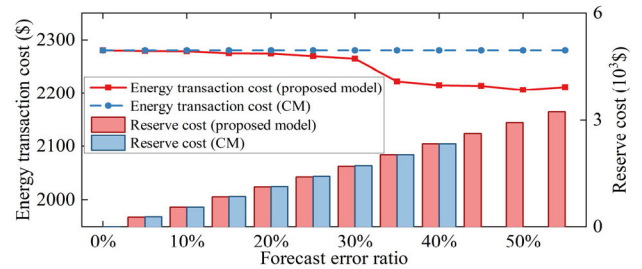 2300
2200
2100
2000
Energy transaction cost ($)
Energy transaction cost (proposed model)
Energy transaction cost (CM)
Reserve cost (proposed model)
Reserve cost (CM)
6
3
0
Reserve cost (10³$)
0% 10% 20% 30% 40% 50%
Forecast error ratio